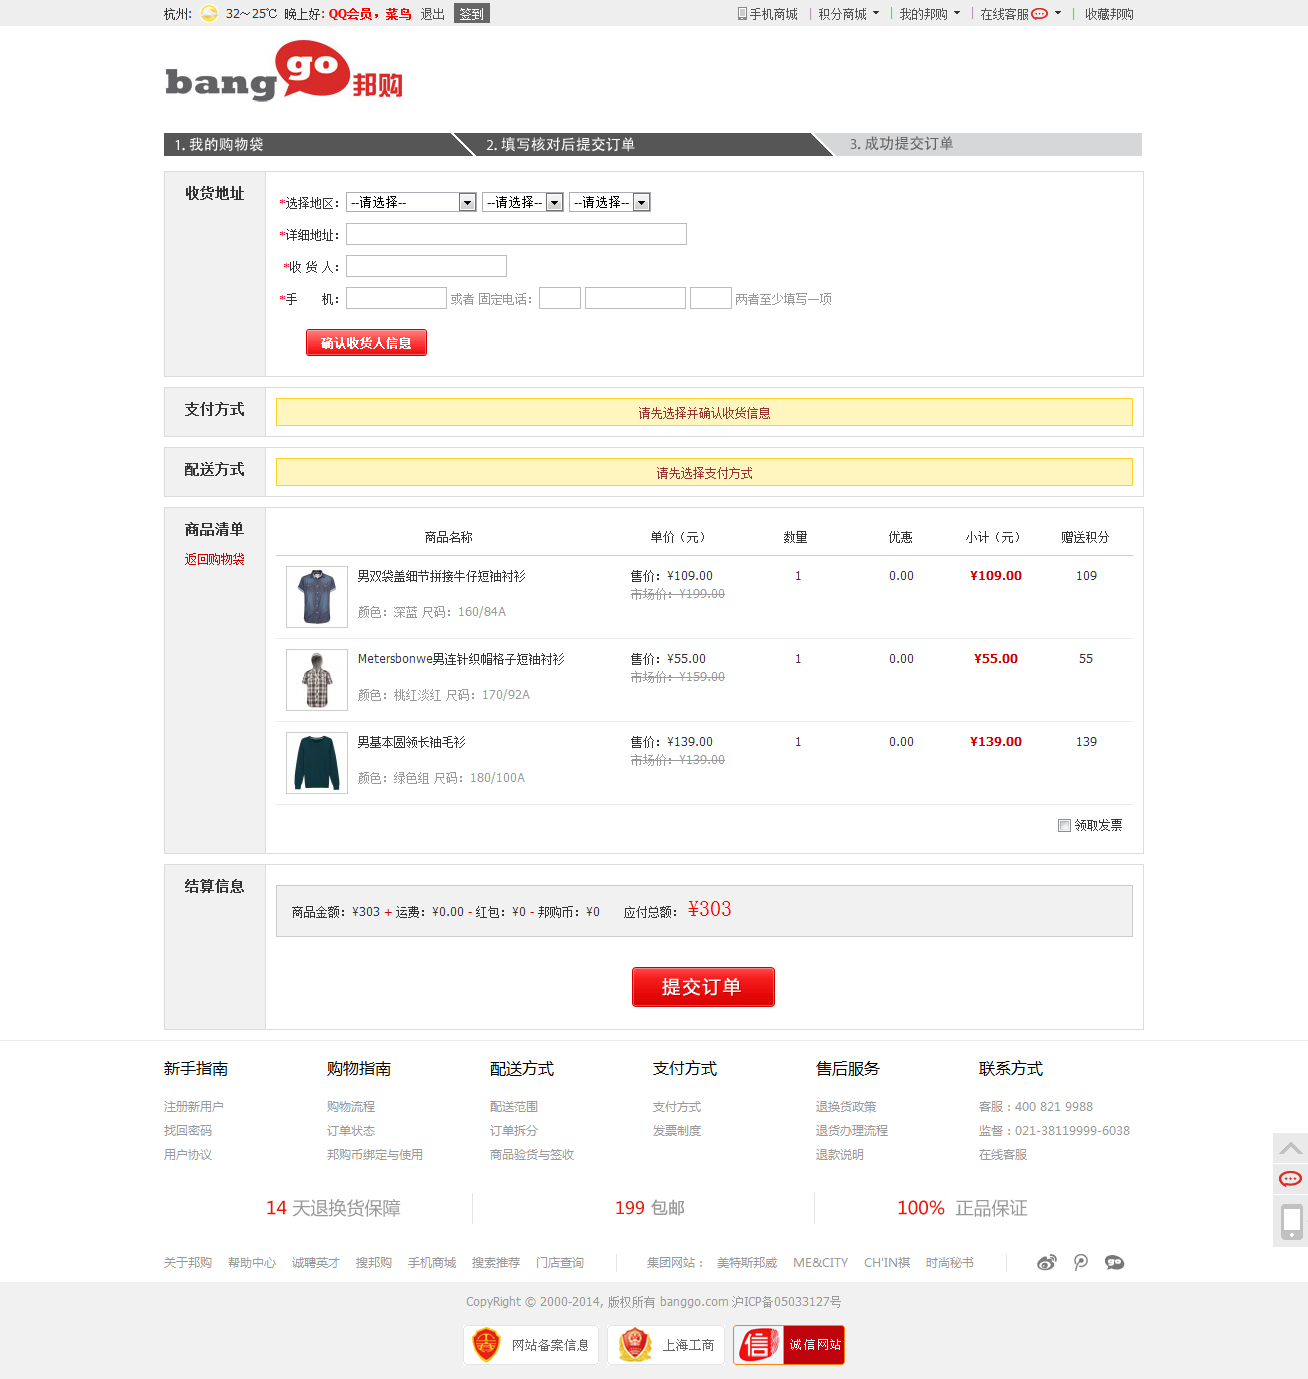 杭州: 32~25℃ 晚上好: QQ会员，菜鸟 退出 签到 手机商城 积分商城 我的邦购 在线客服 收藏邦购
banggo邦购
1. 我的购物袋 2. 填写核对后提交订单 3. 成功提交订单
收货地址
*选择地区： --请选择-- --请选择-- --请选择--
*详细地址：
*收 货 人：
*手 机： 或者 固定电话： 两者至少填写一项
确认收货人信息
支付方式 请先选择并确认收货信息
配送方式 请先选择支付方式
商品清单
返回购物袋
商品名称 单价（元） 数量 优惠 小计（元） 赠送积分
男双袋盖细节拼接牛仔短袖衬衫 售价：¥109.00 1 0.00 ¥109.00 109
市场价：¥199.00
颜色：深蓝 尺码：160/84A
Metersbonwe男连针织帽格子短袖衬衫 售价：¥55.00 1 0.00 ¥55.00 55
市场价：¥159.00
颜色：桃红淡红 尺码：170/92A
男基本圆领长袖毛衫 售价：¥139.00 1 0.00 ¥139.00 139
市场价：¥139.00
颜色：绿色组 尺码：180/100A
领取发票
结算信息
商品金额：¥303 + 运费：¥0.00 - 红包：¥0 - 邦购币：¥0 应付总额： ¥303
提交订单
新手指南 购物指南 配送方式 支付方式 售后服务 联系方式
注册新用户 购物流程 配送范围 支付方式 退换货政策 客服：400 821 9988
找回密码 订单状态 订单拆分 发票制度 退货办理流程 监督：021-38119999-6038
用户协议 邦购币绑定与使用 商品验货与签收 退款说明 在线客服
14 天退换货保障 199 包邮 100% 正品保证
关于邦购 帮助中心 诚聘英才 搜邦购 手机商城 搜索推荐 门店查询 集团网站： 美特斯邦威 ME&CITY CH'IN祺 时尚秘书
CopyRight © 2000-2014, 版权所有 banggo.com 沪ICP备05033127号
网站备案信息 上海工商 信 诚信网站